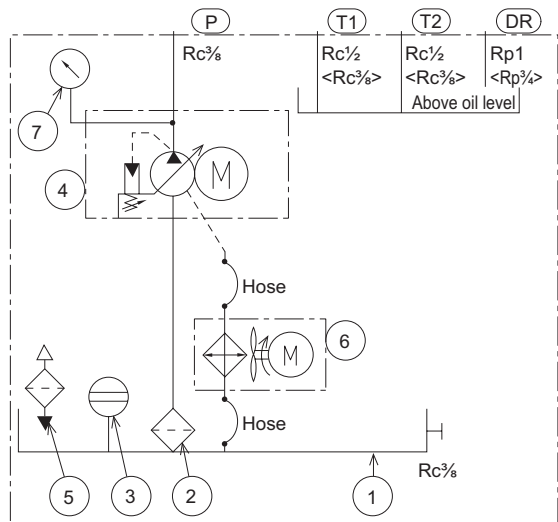 P T1 T2 DR
Rc⅜ Rc½ Rc½ Rp1
<Rc⅜> <Rc⅜> <Rp¾>
Above oil level
7
M
4
Hose
6
M
Hose
Rc⅜
5 3 2 1